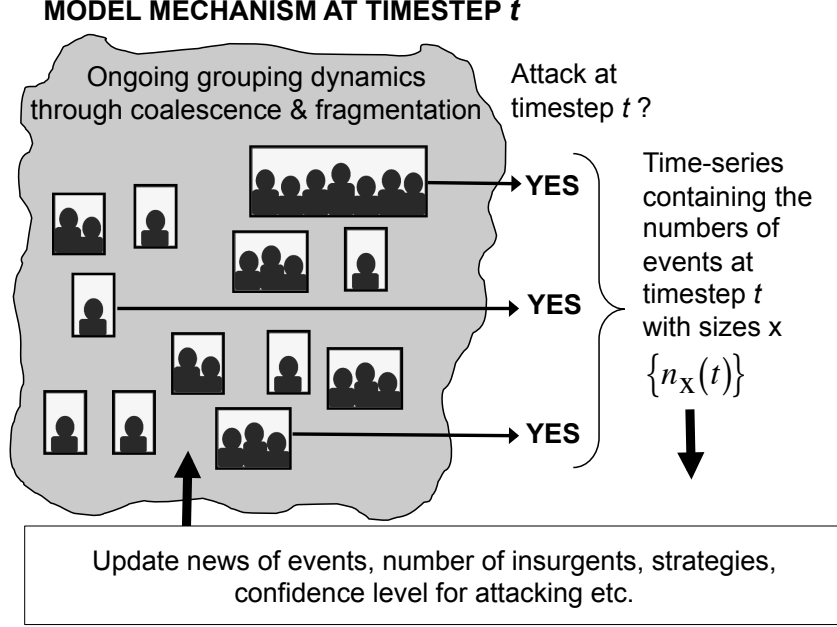 MODEL MECHANISM AT TIMESTEP t
Ongoing grouping dynamics
through coalescence & fragmentation
Attack at
timestep t ?
YES
YES
YES
Time-series
containing the
numbers of
events at
timestep t
with sizes x
{n_x(t)}
Update news of events, number of insurgents, strategies,
confidence level for attacking etc.